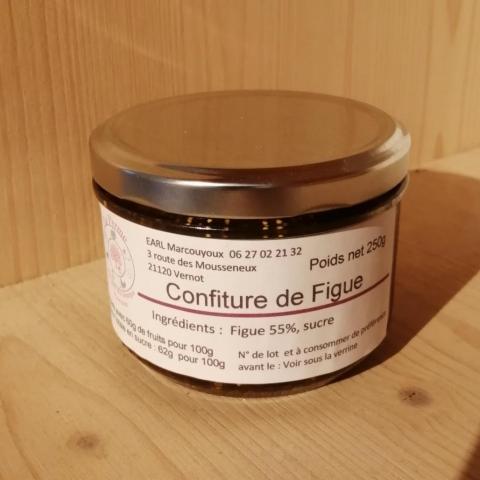 EARL Marcouyoux 06 27 02 21 32
3 route des Mousseneux
21120 Vernot
Poids net 250g
Confiture de Figue
Ingrédients : Figue 55%, sucre
avec 60g de fruits pour 100g
en sucre : 62g pour 100g
N° de lot et à consommer de préférence
avant le : Voir sous la verrine